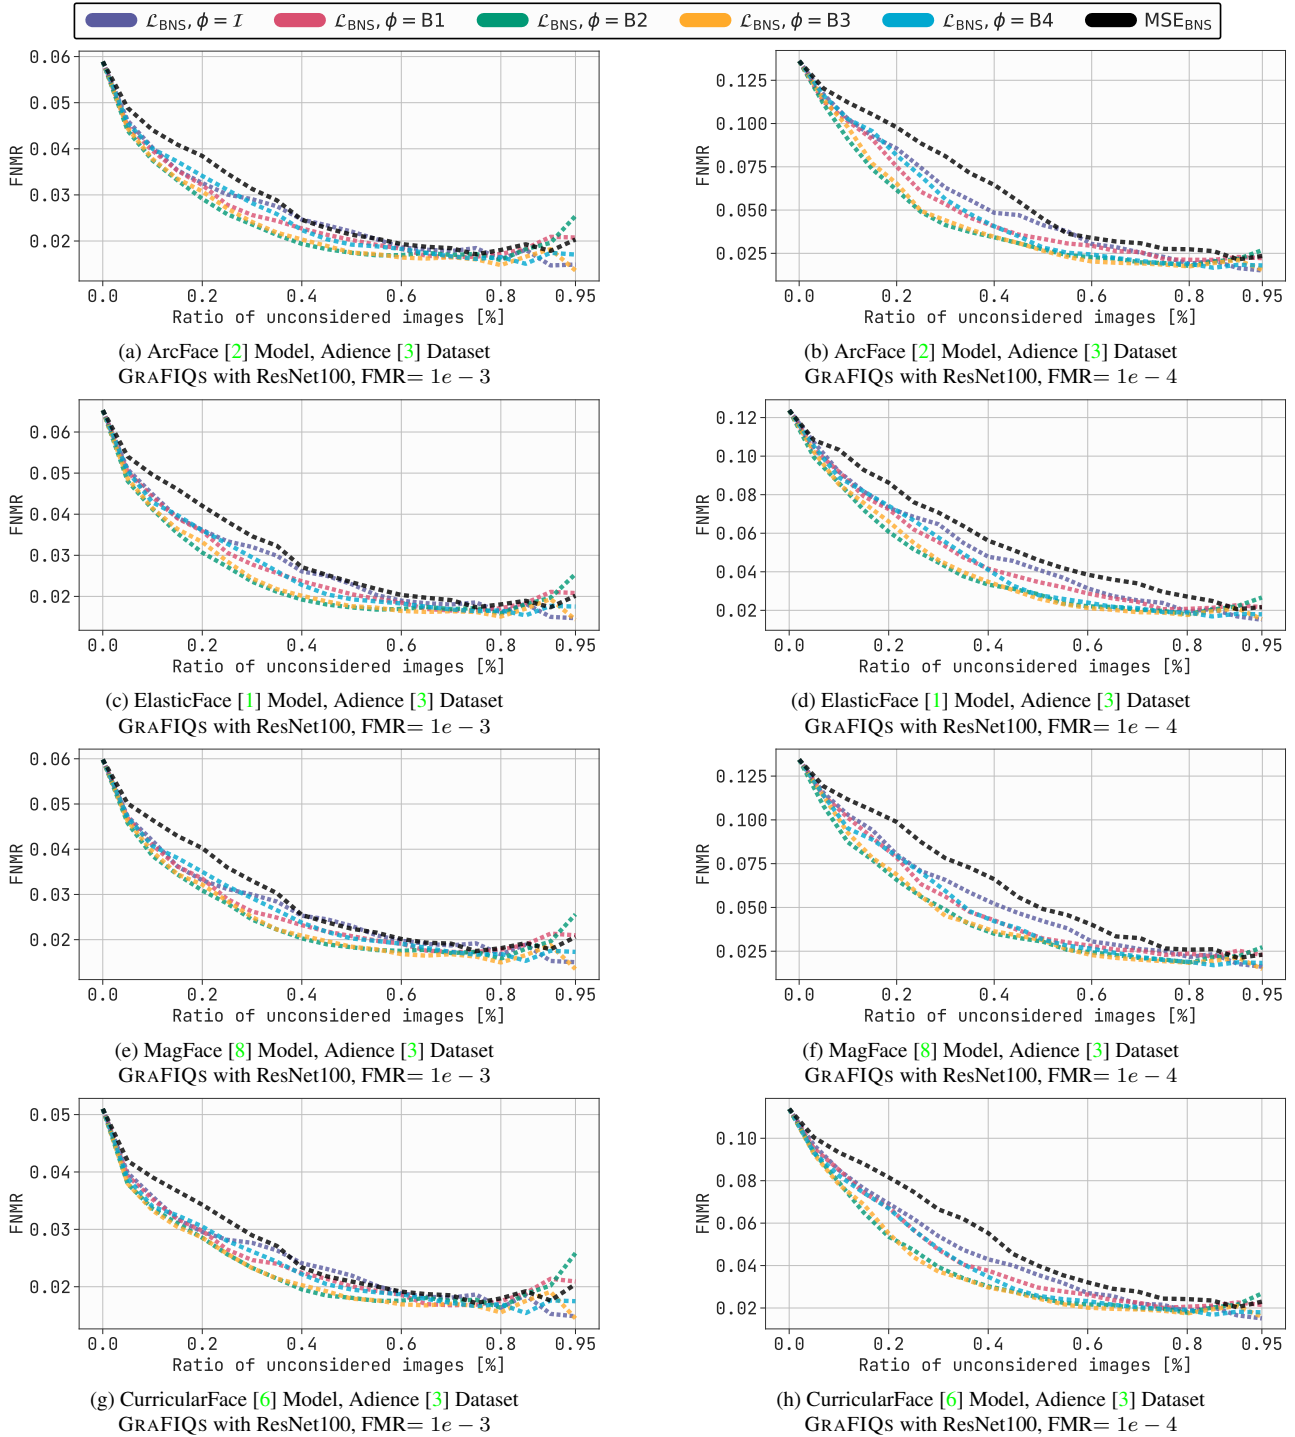 ℒBNS, ϕ = ℐ ℒBNS, ϕ = B1 ℒBNS, ϕ = B2 ℒBNS, ϕ = B3 ℒBNS, ϕ = B4 MSEBNS
0.06
0.05
0.04
0.03
0.02
FNMR
0.0 0.2 0.4 0.6 0.8 0.95
Ratio of unconsidered images [%]
(a) ArcFace [2] Model, Adience [3] Dataset
GRAFIQS with ResNet100, FMR= 1e − 3
0.125
0.100
0.075
0.050
0.025
FNMR
0.0 0.2 0.4 0.6 0.8 0.95
Ratio of unconsidered images [%]
(b) ArcFace [2] Model, Adience [3] Dataset
GRAFIQS with ResNet100, FMR= 1e − 4
0.06
0.05
0.04
0.03
0.02
FNMR
0.0 0.2 0.4 0.6 0.8 0.95
Ratio of unconsidered images [%]
(c) ElasticFace [1] Model, Adience [3] Dataset
GRAFIQS with ResNet100, FMR= 1e − 3
0.12
0.10
0.08
0.06
0.04
0.02
FNMR
0.0 0.2 0.4 0.6 0.8 0.95
Ratio of unconsidered images [%]
(d) ElasticFace [1] Model, Adience [3] Dataset
GRAFIQS with ResNet100, FMR= 1e − 4
0.06
0.05
0.04
0.03
0.02
FNMR
0.0 0.2 0.4 0.6 0.8 0.95
Ratio of unconsidered images [%]
(e) MagFace [8] Model, Adience [3] Dataset
GRAFIQS with ResNet100, FMR= 1e − 3
0.125
0.100
0.075
0.050
0.025
FNMR
0.0 0.2 0.4 0.6 0.8 0.95
Ratio of unconsidered images [%]
(f) MagFace [8] Model, Adience [3] Dataset
GRAFIQS with ResNet100, FMR= 1e − 4
0.05
0.04
0.03
0.02
FNMR
0.0 0.2 0.4 0.6 0.8 0.95
Ratio of unconsidered images [%]
(g) CurricularFace [6] Model, Adience [3] Dataset
GRAFIQS with ResNet100, FMR= 1e − 3
0.10
0.08
0.06
0.04
0.02
FNMR
0.0 0.2 0.4 0.6 0.8 0.95
Ratio of unconsidered images [%]
(h) CurricularFace [6] Model, Adience [3] Dataset
GRAFIQS with ResNet100, FMR= 1e − 4